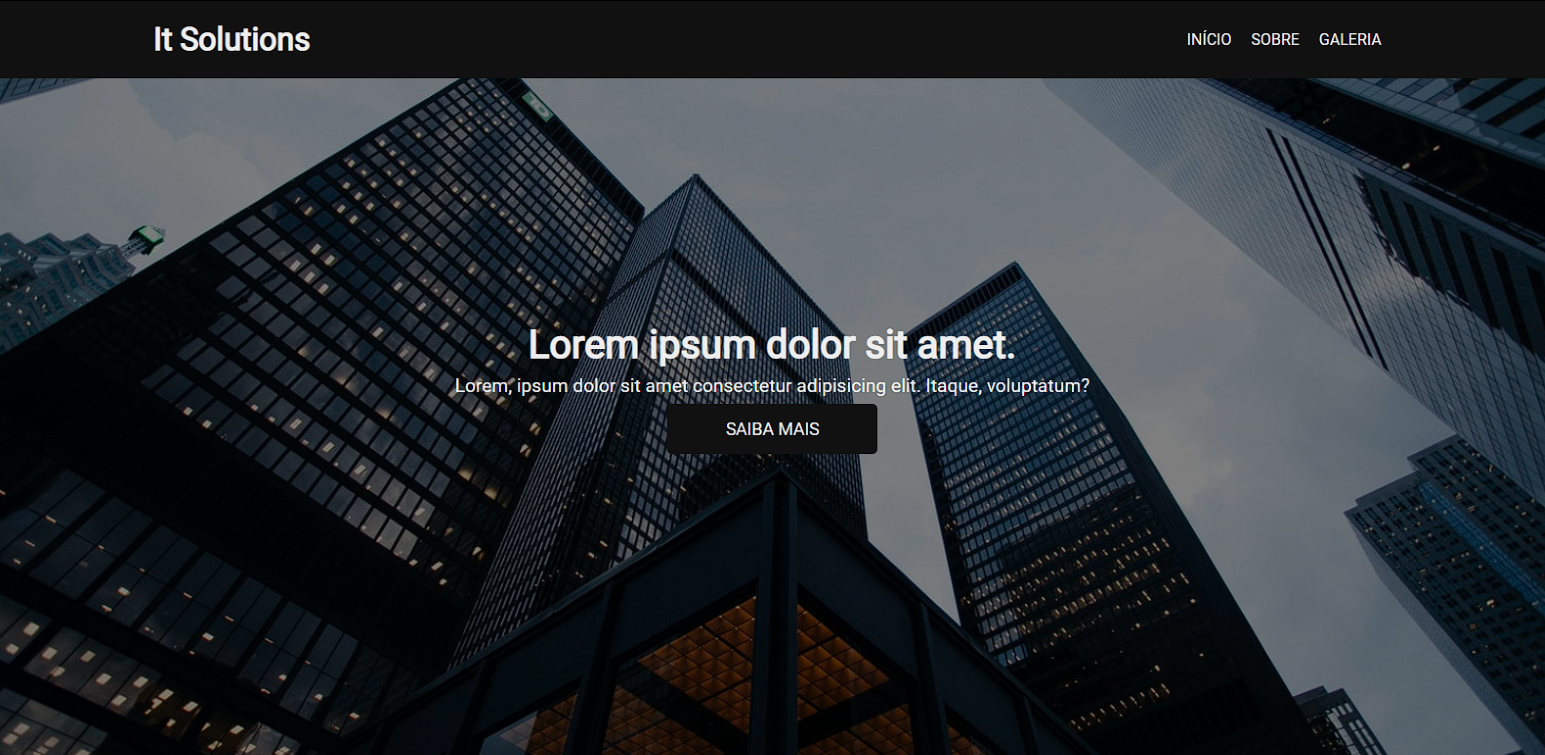 It Solutions
INÍCIO SOBRE GALERIA
Lorem ipsum dolor sit amet.
Lorem, ipsum dolor sit amet consectetur adipisicing elit. Itaque, voluptatum?
SAIBA MAIS